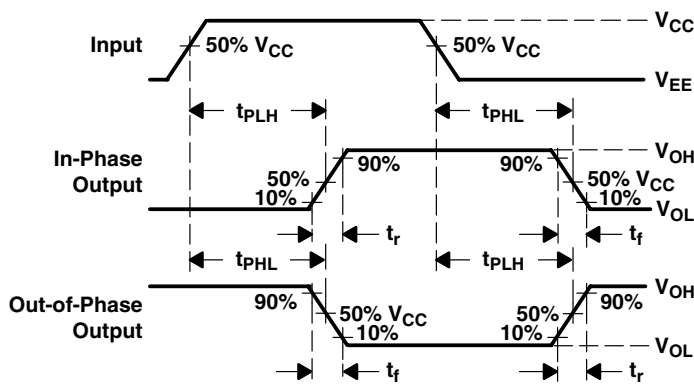 Input
50% VCC
50% VCC
VCC
VEE
tPLH
tPHL
In-Phase
Output
50%
10%
90%
90%
VOH
50% VCC
10%
VOL
tr
tf
tPHL
tPLH
Out-of-Phase
Output
90%
50% VCC
10%
50%
10%
90%
VOH
VOL
tf
tr